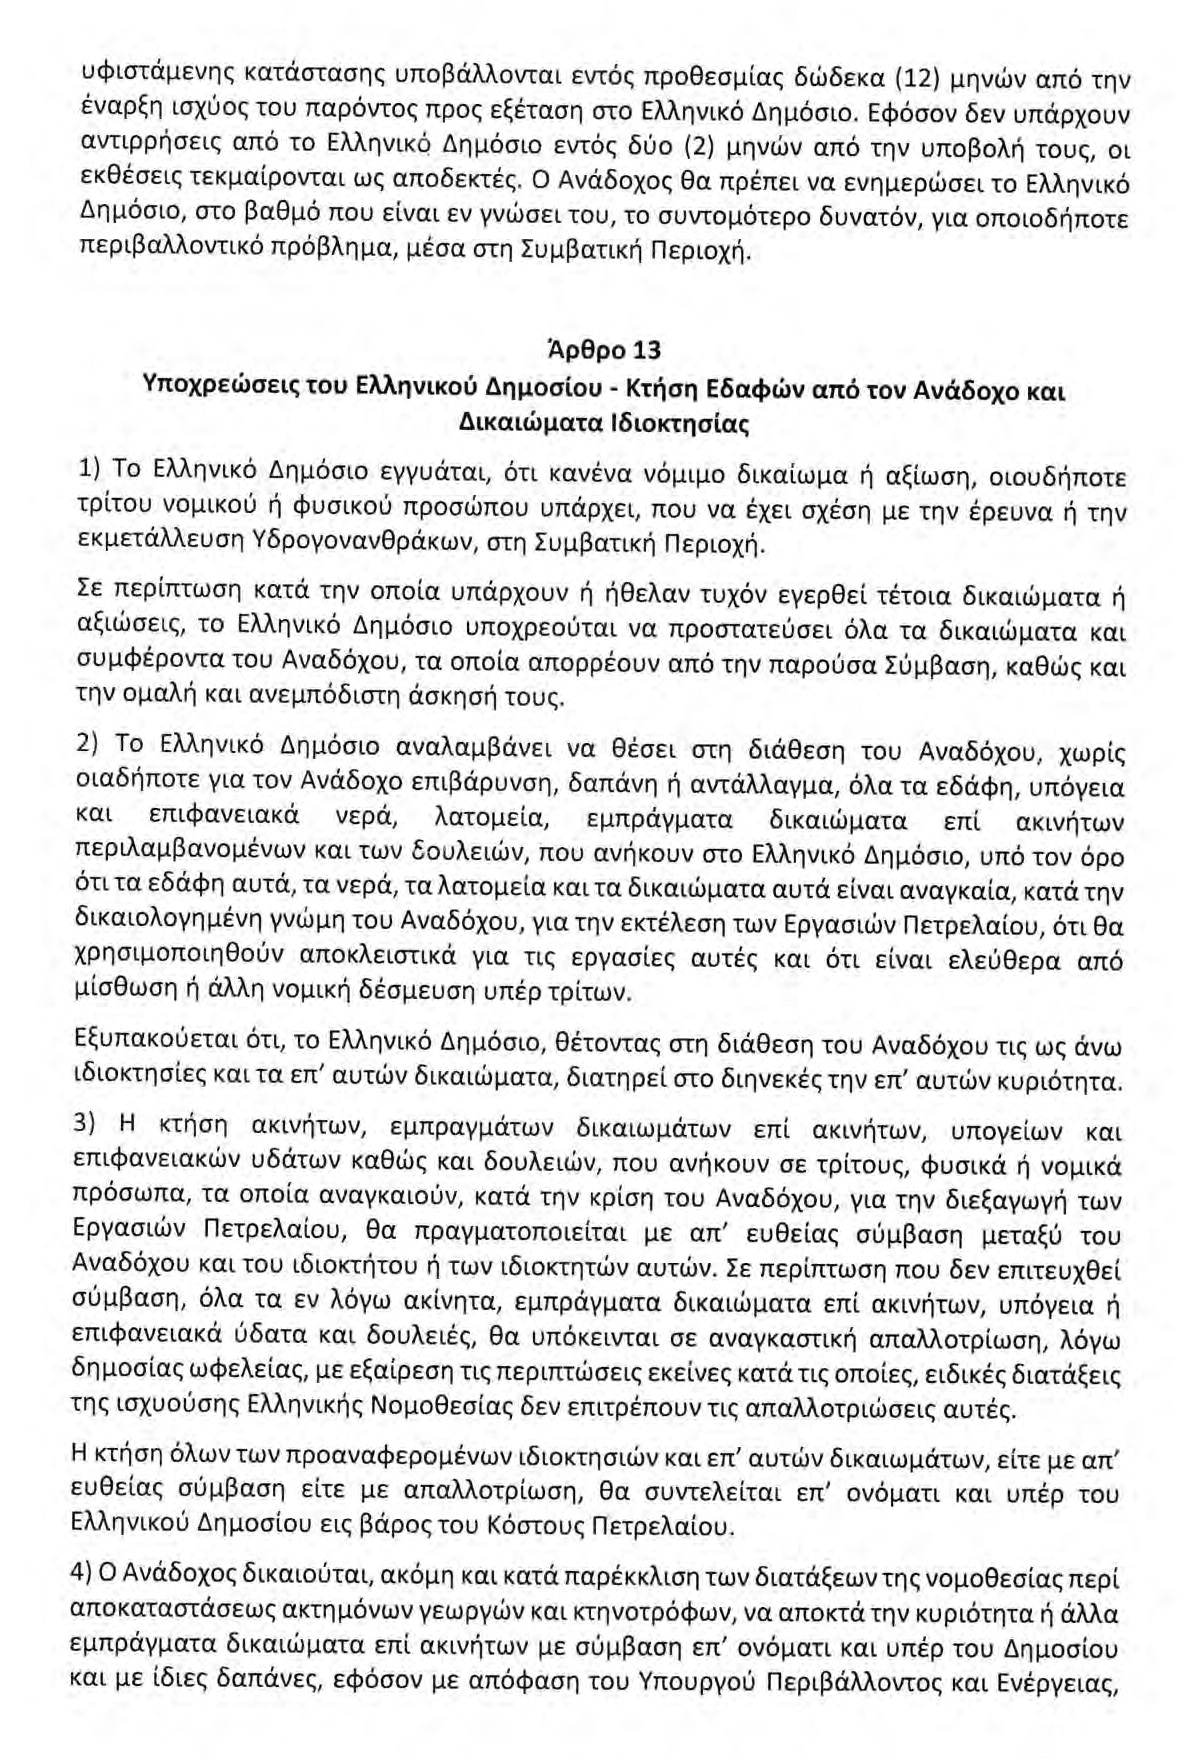 υφιστάμενης κατάστασης υποβάλλονται εντός προθεσμίας δώδεκα (12) μηνών από την
έναρξη ισχύος του παρόντος προς εξέταση στο Ελληνικό Δημόσιο. Εφόσον δεν υπάρχουν
αντιρρήσεις από το Ελληνικό Δημόσιο εντός δύο (2) μηνών από την υποβολή τους, οι
εκθέσεις τεκμαίρονται ως αποδεκτές. Ο Ανάδοχος θα πρέπει να ενημερώσει το Ελληνικό
Δημόσιο, στο βαθμό που είναι εν γνώσει του, το συντομότερο δυνατόν, για οποιοδήποτε
περιβαλλοντικό πρόβλημα, μέσα στη Συμβατική Περιοχή.
Άρθρο 13
Υποχρεώσεις του Ελληνικού Δημοσίου - Κτήση Εδαφών από τον Ανάδοχο και
Δικαιώματα Ιδιοκτησίας
1) Το Ελληνικό Δημόσιο εγγυάται, ότι κανένα νόμιμο δικαίωμα ή αξίωση, οιουδήποτε
τρίτου νομικού ή φυσικού προσώπου υπάρχει, που να έχει σχέση με την έρευνα ή την
εκμετάλλευση Υδρογονανθράκων, στη Συμβατική Περιοχή.
Σε περίπτωση κατά την οποία υπάρχουν ή ήθελαν τυχόν εγερθεί τέτοια δικαιώματα ή
αξιώσεις, το Ελληνικό Δημόσιο υποχρεούται να προστατεύσει όλα τα δικαιώματα και
συμφέροντα του Αναδόχου, τα οποία απορρέουν από την παρούσα Σύμβαση, καθώς και
την ομαλή και ανεμπόδιστη άσκησή τους.
2) Το Ελληνικό Δημόσιο αναλαμβάνει να θέσει στη διάθεση του Αναδόχου, χωρίς
οιαδήποτε για τον Ανάδοχο επιβάρυνση, δαπάνη ή αντάλλαγμα, όλα τα εδάφη, υπόγεια
και επιφανειακά νερά, λατομεία, εμπράγματα δικαιώματα επί ακινήτων
περιλαμβανομένων και των δουλειών, που ανήκουν στο Ελληνικό Δημόσιο, υπό τον όρο
ότι τα εδάφη αυτά, τα νερά, τα λατομεία και τα δικαιώματα αυτά είναι αναγκαία, κατά την
δικαιολογημένη γνώμη του Αναδόχου, για την εκτέλεση των Εργασιών Πετρελαίου, ότι θα
χρησιμοποιηθούν αποκλειστικά για τις εργασίες αυτές και ότι είναι ελεύθερα από
μίσθωση ή άλλη νομική δέσμευση υπέρ τρίτων.
Εξυπακούεται ότι, το Ελληνικό Δημόσιο, θέτοντας στη διάθεση του Αναδόχου τις ως άνω
ιδιοκτησίες και τα επ’ αυτών δικαιώματα, διατηρεί στο διηνεκές την επ’ αυτών κυριότητα.
3) Η κτήση ακινήτων, εμπραγμάτων δικαιωμάτων επί ακινήτων, υπογείων και
επιφανειακών υδάτων καθώς και δουλειών, που ανήκουν σε τρίτους, φυσικά ή νομικά
πρόσωπα, τα οποία αναγκαιούν, κατά την κρίση του Αναδόχου, για την διεξαγωγή των
Εργασιών Πετρελαίου, θα πραγματοποιείται με απ’ ευθείας σύμβαση μεταξύ του
Αναδόχου και του ιδιοκτήτου ή των ιδιοκτητών αυτών. Σε περίπτωση που δεν επιτευχθεί
σύμβαση, όλα τα εν λόγω ακίνητα, εμπράγματα δικαιώματα επί ακινήτων, υπόγεια ή
επιφανειακά ύδατα και δουλειές, θα υπόκεινται σε αναγκαστική απαλλοτρίωση, λόγω
δημοσίας ωφελείας, με εξαίρεση τις περιπτώσεις εκείνες κατά τις οποίες, ειδικές διατάξεις
της ισχυούσης Ελληνικής Νομοθεσίας δεν επιτρέπουν τις απαλλοτριώσεις αυτές.
Η κτήση όλων των προαναφερομένων ιδιοκτησιών και επ’ αυτών δικαιωμάτων, είτε με απ’
ευθείας σύμβαση είτε με απαλλοτρίωση, θα συντελείται επ’ ονόματι και υπέρ του
Ελληνικού Δημοσίου εις βάρος του Κόστους Πετρελαίου.
4) Ο Ανάδοχος δικαιούται, ακόμη και κατά παρέκκλιση των διατάξεων της νομοθεσίας περί
αποκαταστάσεως ακτημόνων γεωργών και κτηνοτρόφων, να αποκτά την κυριότητα ή άλλα
εμπράγματα δικαιώματα επί ακινήτων με σύμβαση επ’ ονόματι και υπέρ του Δημοσίου
και με ίδιες δαπάνες, εφόσον με απόφαση του Υπουργού Περιβάλλοντος και Ενέργειας,